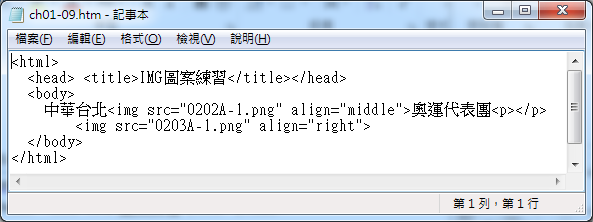 ch01-09.htm - 記事本
檔案(F) 編輯(E) 格式(O) 檢視(V) 說明(H)
<html>
<head> <title>IMG圖案練習</title></head>
<body>
中華台北<img src="0202A-1.png" align="middle">奧運代表團<p></p>
<img src="0203A-1.png" align="right">
</body>
</html>
第 1 列，第 1 行